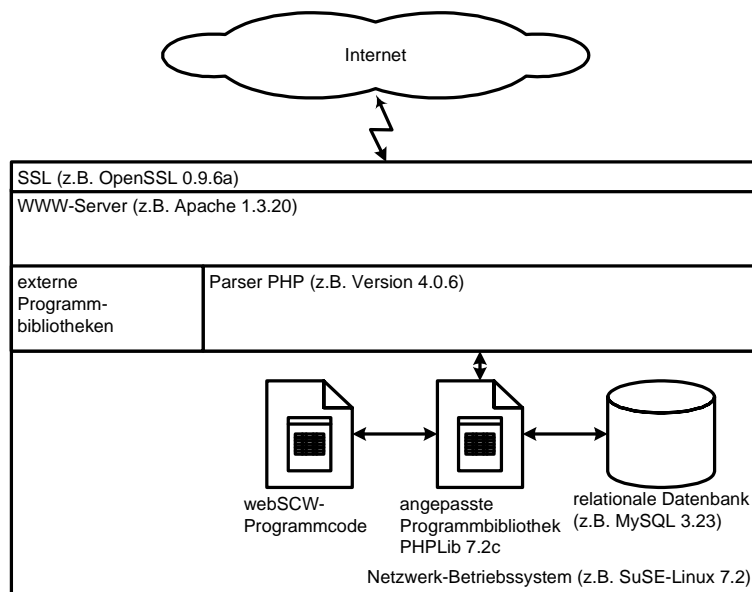 Internet
SSL (z.B. OpenSSL 0.9.6a)
WWW-Server (z.B. Apache 1.3.20)
externe
Programm-
bibliotheken
Parser PHP (z.B. Version 4.0.6)
webSCW-
Programmcode
angepasste
Programmbibliothek
PHPLib 7.2c
relationale Datenbank
(z.B. MySQL 3.23)
Netzwerk-Betriebssystem (z.B. SuSE-Linux 7.2)